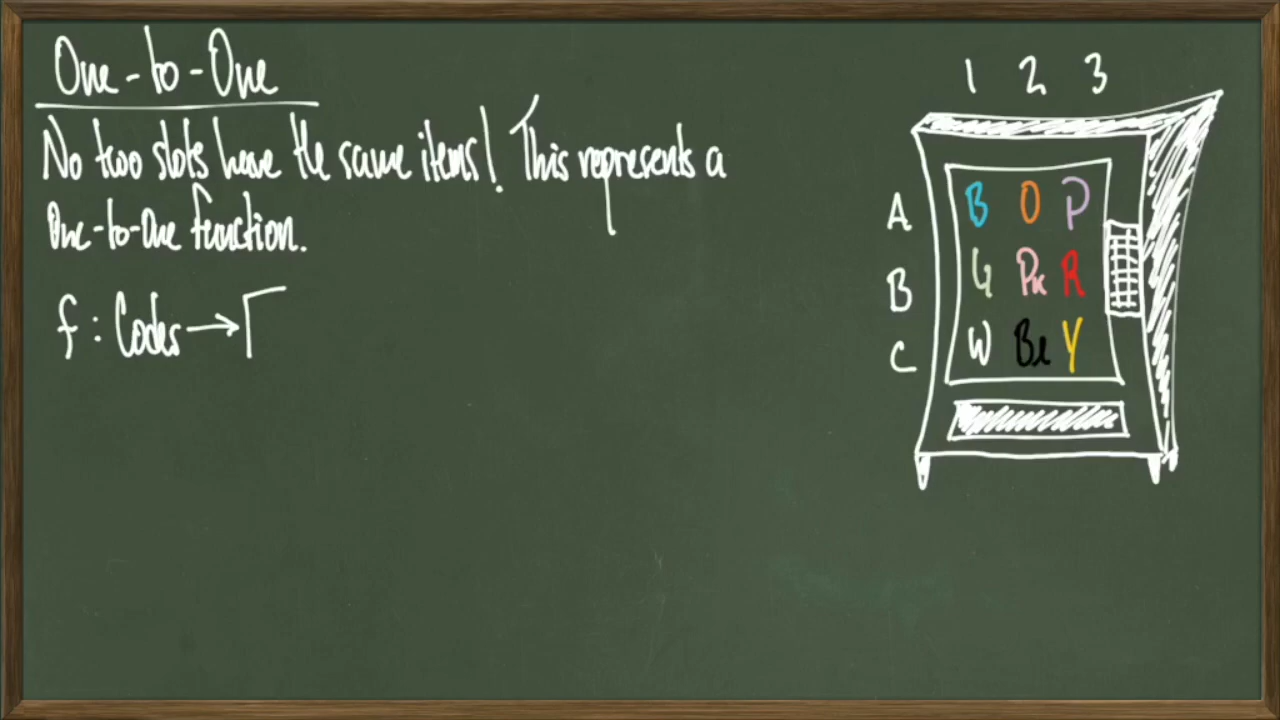 One-to-One
No two slots have the same items! This represents a
One-to-One function.
f : Codes →
1 2 3
A B O P
B G Pk R
C W Bl Y